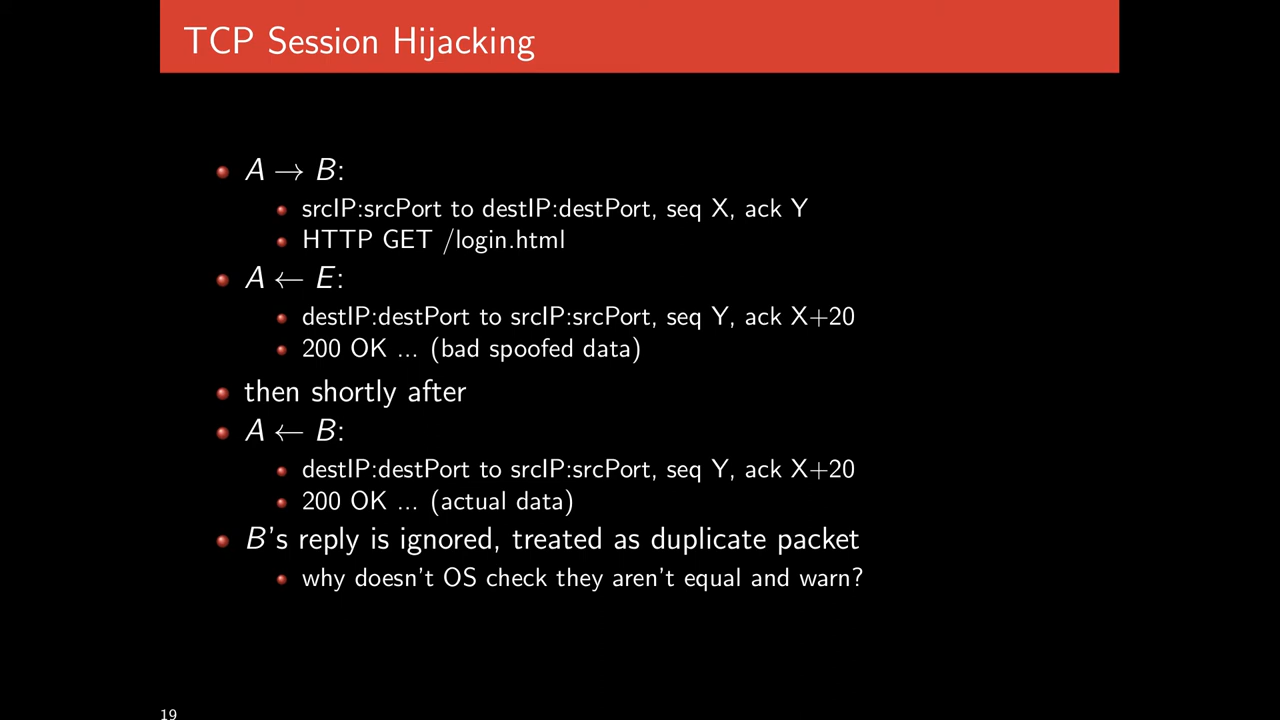 TCP Session Hijacking
A → B:
srcIP:srcPort to destIP:destPort, seq X, ack Y
HTTP GET /login.html
A ← E:
destIP:destPort to srcIP:srcPort, seq Y, ack X+20
200 OK ... (bad spoofed data)
then shortly after
A ← B:
destIP:destPort to srcIP:srcPort, seq Y, ack X+20
200 OK ... (actual data)
B's reply is ignored, treated as duplicate packet
why doesn't OS check they aren't equal and warn?
19